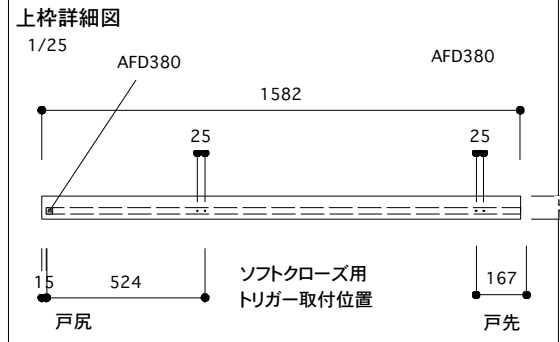 上枠詳細図
1/25
AFD380
AFD380
1582
25
25
15
524
ソフトクローズ用
トリガー取付位置
167
戸尻
戸先